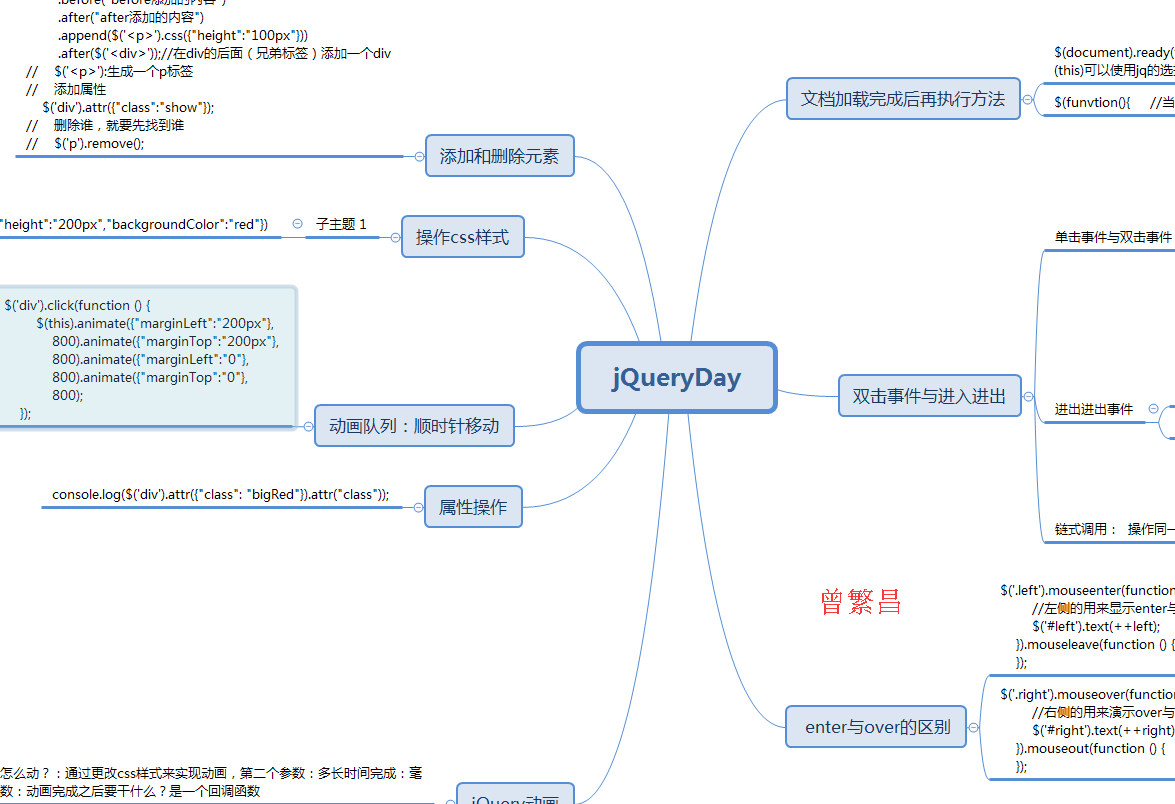 .before("before添加的内容")
.after("after添加的内容")
.append($('<p>').css({"height":"100px"}))
.after($('<div>'));//在div的后面（兄弟标签）添加一个div
// $('<p>');生成一个p标签
// 添加属性
$('div').attr({"class":"show"});
// 删除谁，就要先找到谁
// $('p').remove();
添加和删除元素
"height":"200px","backgroundColor":"red"})
子主题 1
操作css样式
$('div').click(function () {
$(this).animate({"marginLeft":"200px"},
800).animate({"marginTop":"200px"},
800).animate({"marginLeft":"0"},
800).animate({"marginTop":"0"},
800);
});
动画队列：顺时针移动
console.log($('div').attr({"class": "bigRed"}).attr("class"));
属性操作
怎么动？：通过更改css样式来实现动画，第二个参数：多长时间完成：毫
数：动画完成之后要干什么？是一个回调函数
jQuery动画
jQueryDay
文档加载完成后再执行方法
$(document).ready(
(this)可以使用jq的选
$(funvtion(){ //当
双击事件与进入进出
单击事件与双击事件
进出进出事件
链式调用： 操作同一
曾繁昌
enter与over的区别
$('.left').mouseenter(function
//左侧的用来显示enter与
$('#left').text(++left);
}).mouseleave(function () {
});
$('.right').mouseover(function
//右侧的用来演示over与
$('#right').text(++right)
}).mouseout(function () {
});